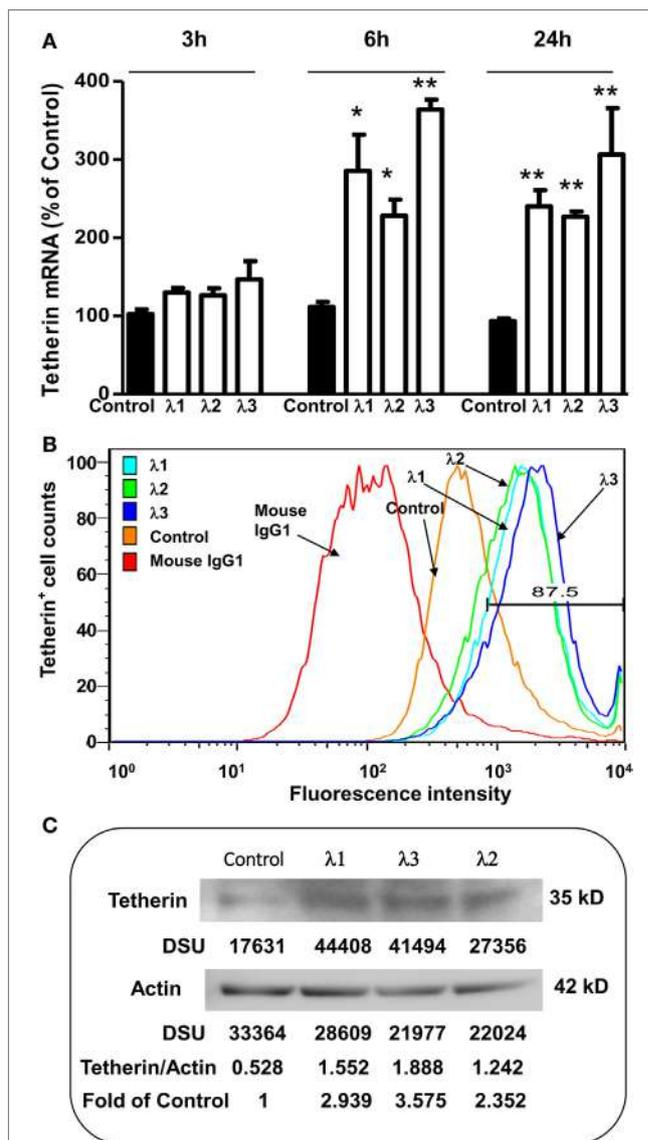 A
3h 6h 24h
Tetherin mRNA (% of Control)
400
300
200
100
0
* * ** ** ** **
Control λ1 λ2 λ3 Control λ1 λ2 λ3 Control λ1 λ2 λ3
B
Tetherin⁺ cell counts
100
80
60
40
20
0
λ1
λ2
λ3
Control
Mouse IgG1
Mouse IgG1
Control
λ1
λ2
λ3
87.5
10⁰ 10¹ 10² 10³ 10⁴
Fluorescence intensity
C
Control λ1 λ3 λ2
Tetherin 35 kD
DSU 17631 44408 41494 27356
Actin 42 kD
DSU 33364 28609 21977 22024
Tetherin/Actin 0.528 1.552 1.888 1.242
Fold of Control 1 2.939 3.575 2.352